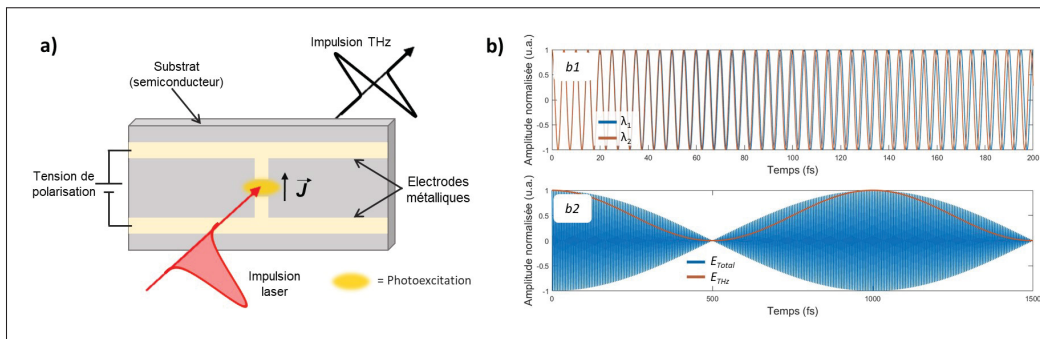 a)
Impulsion THz
Substrat
(semiconducteur)
Tension de
polarisation
J
Electrodes
métalliques
Impulsion
laser
= Photoexcitation
b)
Amplitude normalisée (u.a.)
1
0.5
0
-0.5
-1
b1
λ1
λ2
0 20 40 60 80 100 120 140 160 180 200
Temps (fs)
Amplitude normalisée (u.a.)
1
0.5
0
-0.5
-1
b2
ETotal
ETHz
0 500 1000 1500
Temps (fs)